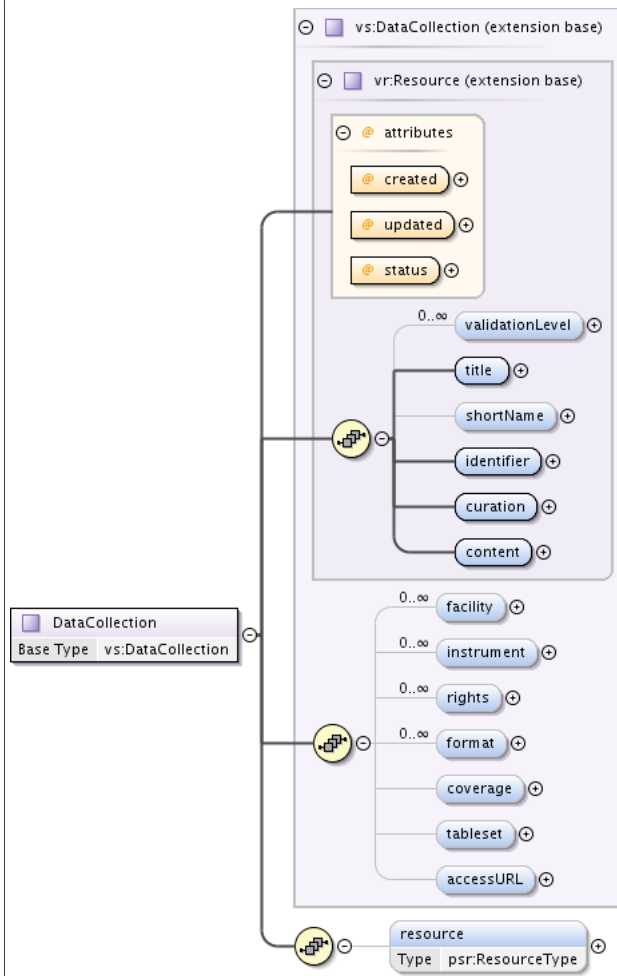 vs:DataCollection (extension base)
vr:Resource (extension base)
@ attributes
@ created
@ updated
@ status
0..∞
validationLevel
title
shortName
identifier
curation
content
DataCollection
Base Type vs:DataCollection
0..∞
facility
0..∞
instrument
0..∞
rights
0..∞
format
coverage
tableset
accessURL
resource
Type psr:ResourceType